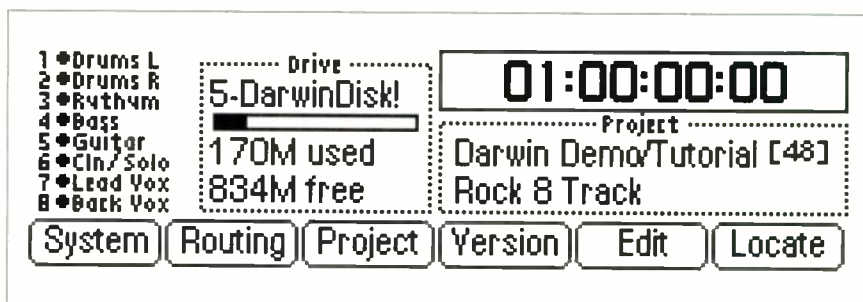 1 ●Drums L
2 ●Drums R
3 ●Rythym
4 ●Bass
5 ●Guitar
6 ●Cln/Solo
7 ●Lead Vox
8 ●Back Vox
Drive
5-DarwinDisk!
170M used
834M free
01:00:00:00
Project
Darwin Demo/Tutorial [48]
Rock 8 Track
System Routing Project Version Edit Locate